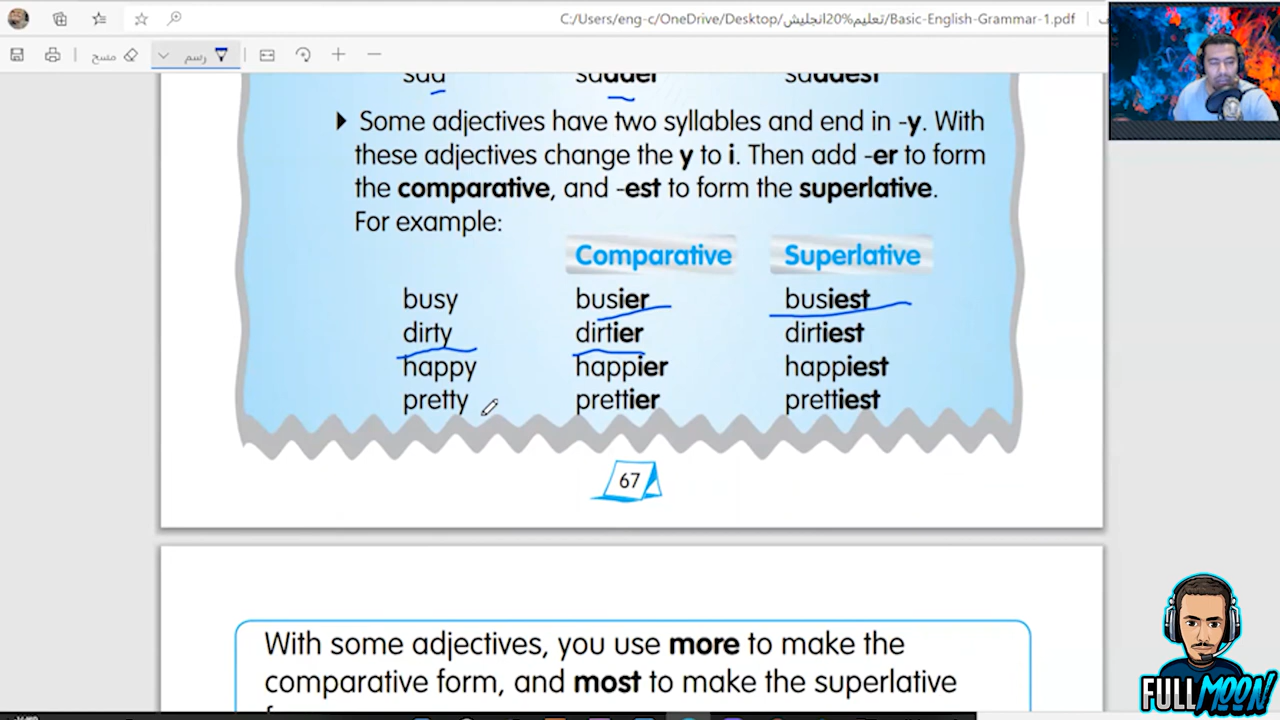 C:/Users/eng-c/OneDrive/Desktop/تعليم%20انجليش/Basic-English-Grammar-1.pdf
مسح
رسم
sad sadder saddest
Some adjectives have two syllables and end in -y. With
these adjectives change the y to i. Then add -er to form
the comparative, and -est to form the superlative.
For example:
Comparative Superlative
busy busier busiest
dirty dirtier dirtiest
happy happier happiest
pretty prettier prettiest
67
With some adjectives, you use more to make the
comparative form, and most to make the superlative
FULLMOON